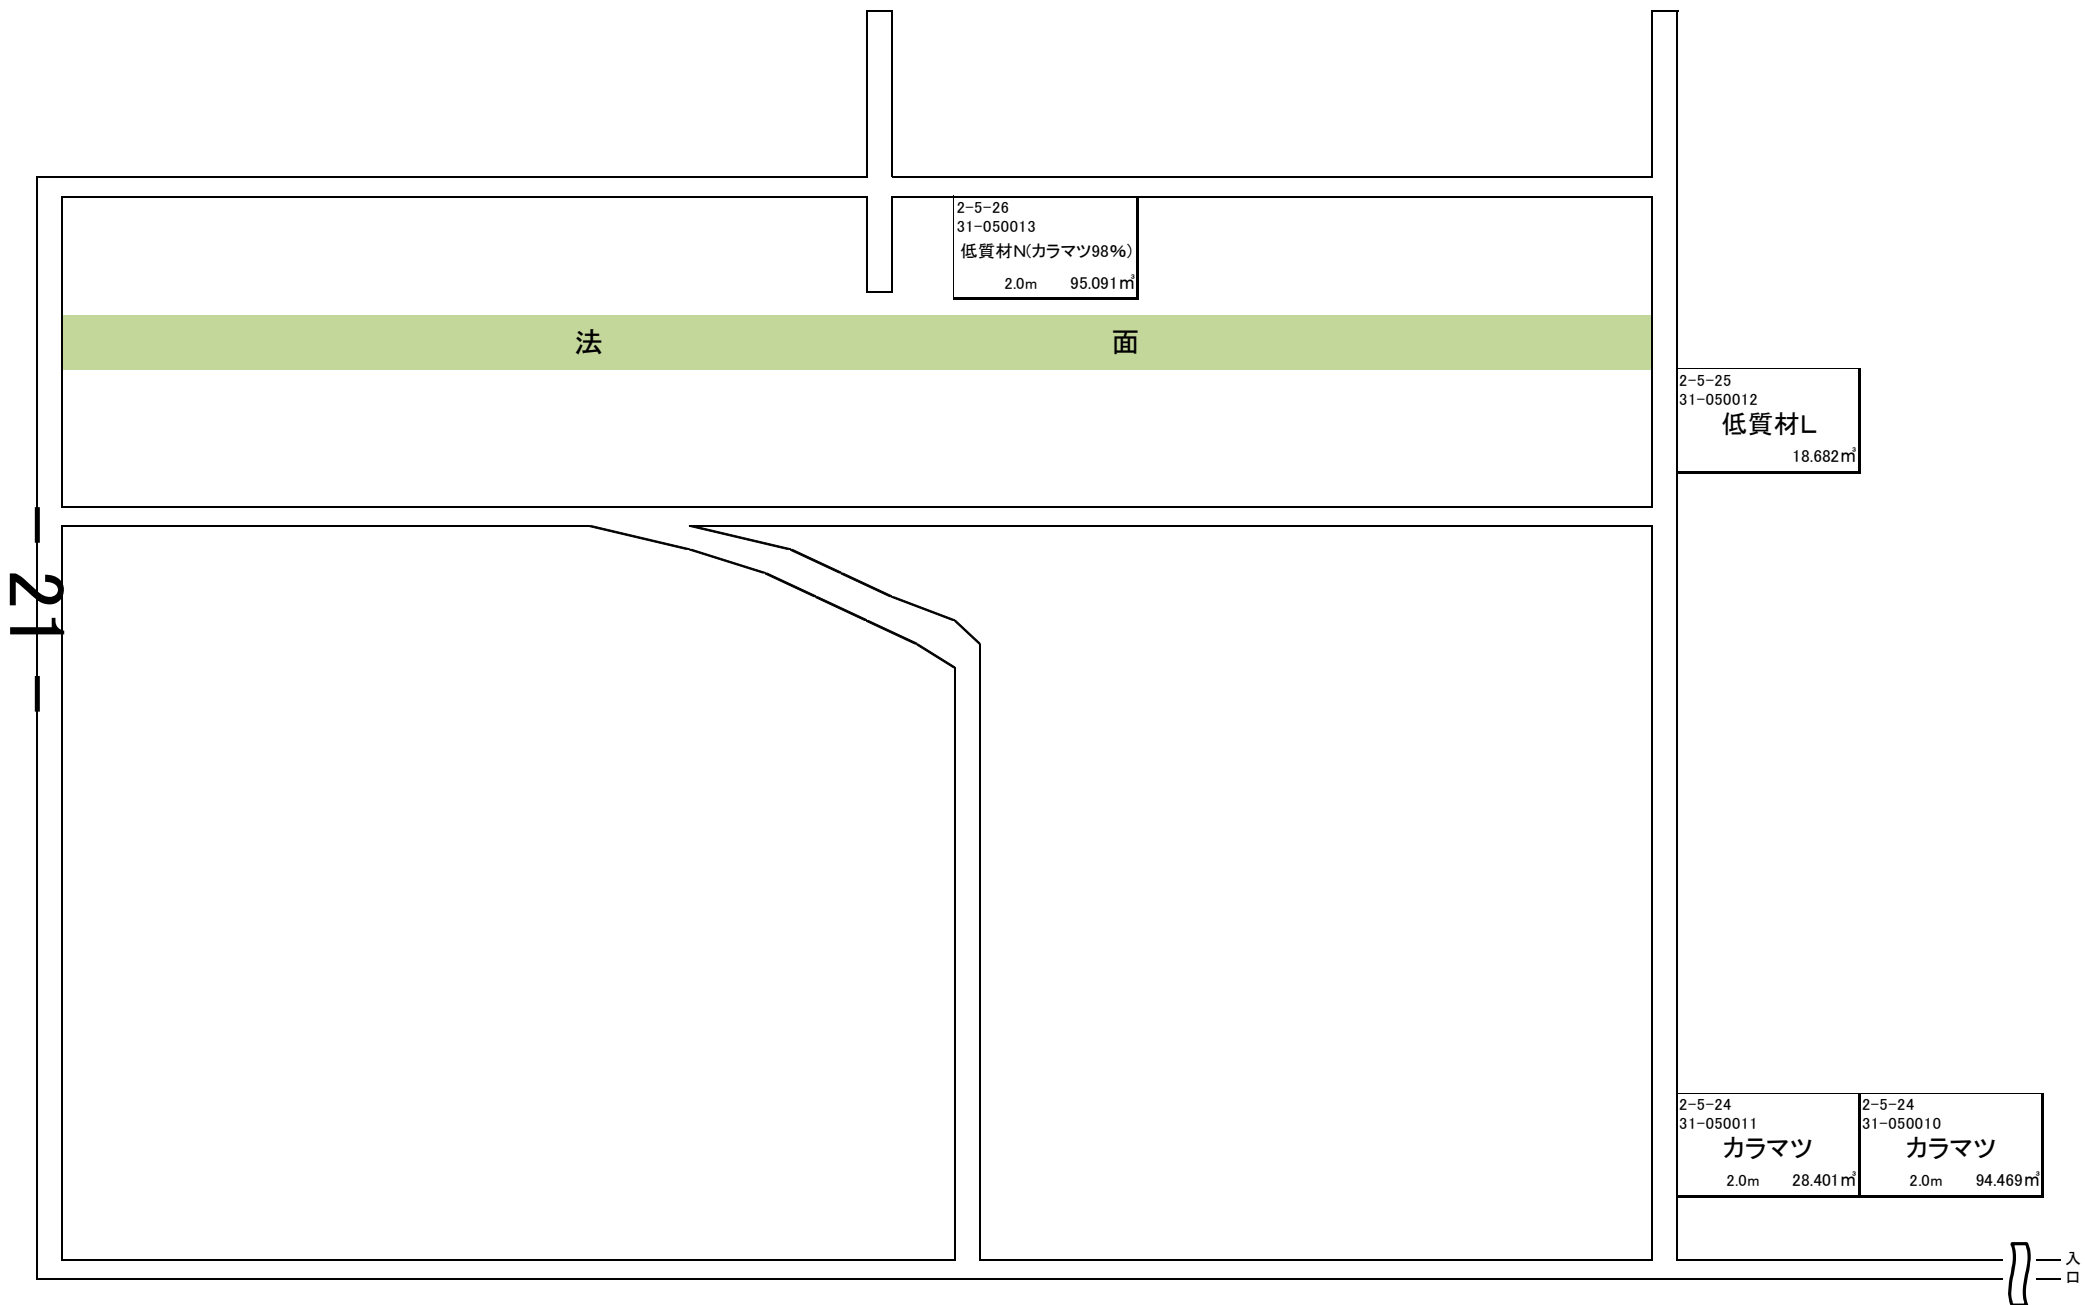 2-5-26
31-050013
低質材N(カラマツ98%)
2.0m 95.091㎥
法 面
2-5-25
31-050012
低質材L
18.682㎥
- 21 -
2-5-24
31-050011
カラマツ
2.0m 28.401㎥
2-5-24
31-050010
カラマツ
2.0m 94.469㎥
入
口